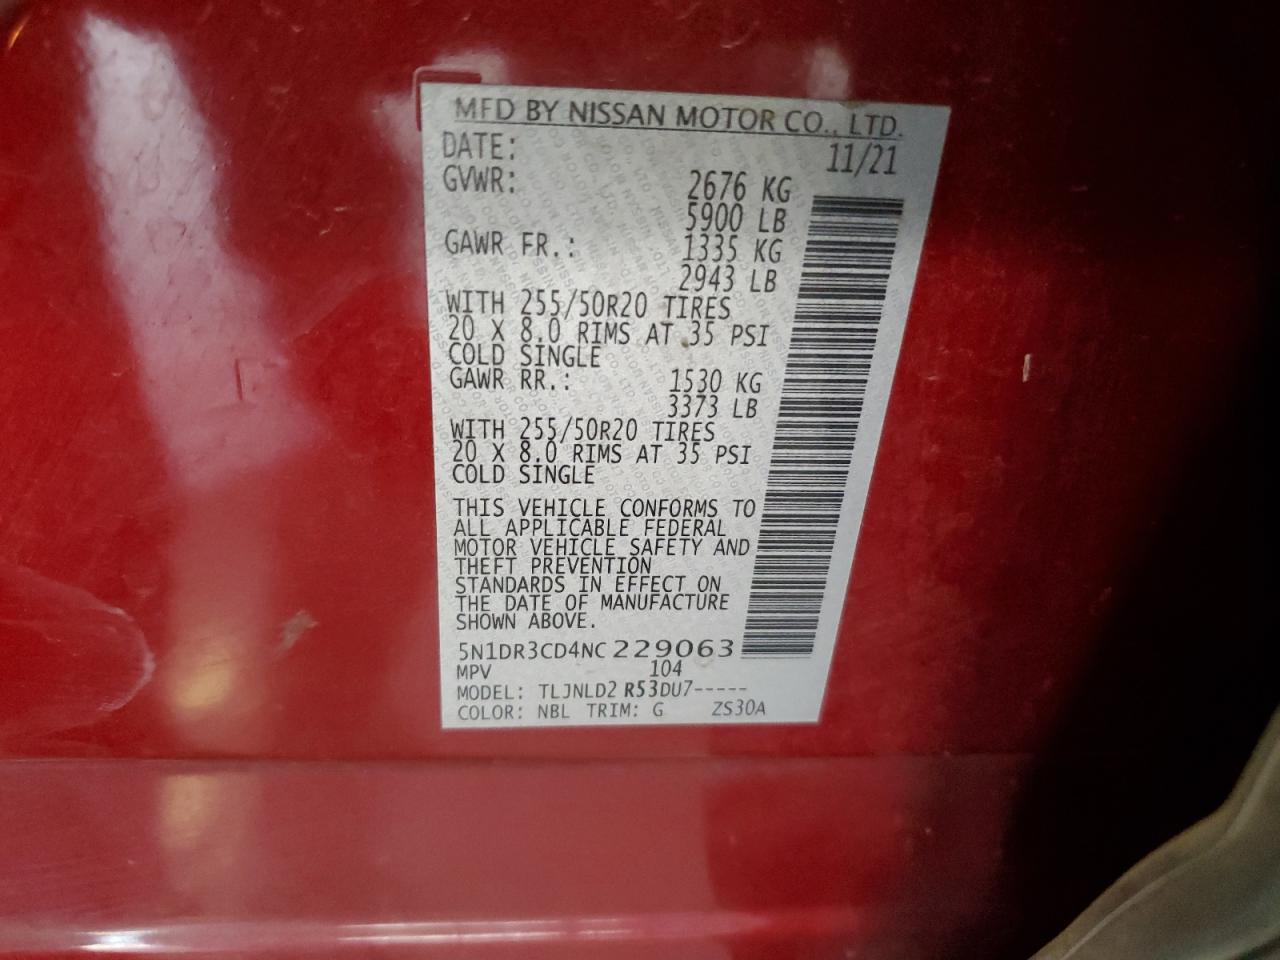 MFD BY NISSAN MOTOR CO., LTD.
DATE: 11/21
GVWR: 2676 KG
5900 LB
GAWR FR.: 1335 KG
2943 LB
WITH 255/50R20 TIRES
20 X 8.0 RIMS AT 35 PSI
COLD SINGLE
GAWR RR.: 1530 KG
3373 LB
WITH 255/50R20 TIRES
20 X 8.0 RIMS AT 35 PSI
COLD SINGLE
THIS VEHICLE CONFORMS TO
ALL APPLICABLE FEDERAL
MOTOR VEHICLE SAFETY AND
THEFT PREVENTION
STANDARDS IN EFFECT ON
THE DATE OF MANUFACTURE
SHOWN ABOVE.
5N1DR3CD4NC229063
MPV 104
MODEL: TLJNLD2 R53DU7-----
COLOR: NBL TRIM: G ZS30A